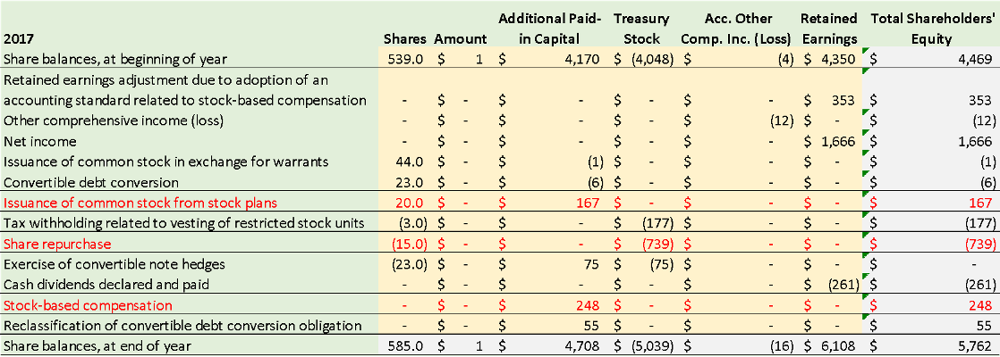 Additional Paid- Treasury Acc. Other Retained Total Shareholders'
2017 Shares Amount in Capital Stock Comp. Inc. (Loss) Earnings Equity
Share balances, at beginning of year 539.0 $ 1 $ 4,170 $ (4,048) $ (4) $ 4,350 $ 4,469
Retained earnings adjustment due to adoption of an
accounting standard related to stock-based compensation - $ - $ - $ - $ - $ 353 $ 353
Other comprehensive income (loss) - $ - $ - $ - $ (12) $ - $ (12)
Net income - $ - $ - $ - $ - $ 1,666 $ 1,666
Issuance of common stock in exchange for warrants 44.0 $ - $ (1) $ - $ - $ - $ (1)
Convertible debt conversion 23.0 $ - $ (6) $ - $ - $ - $ (6)
Issuance of common stock from stock plans 20.0 $ - $ 167 $ - $ - $ - $ 167
Tax withholding related to vesting of restricted stock units (3.0) $ - $ - $ (177) $ - $ - $ (177)
Share repurchase (15.0) $ - $ - $ (739) $ - $ - $ (739)
Exercise of convertible note hedges (23.0) $ - $ 75 $ (75) $ - $ - $ -
Cash dividends declared and paid - $ - $ - $ - $ - $ (261) $ (261)
Stock-based compensation - $ - $ 248 $ - $ - $ - $ 248
Reclassification of convertible debt conversion obligation - $ - $ 55 $ - $ - $ - $ 55
Share balances, at end of year 585.0 $ 1 $ 4,708 $ (5,039) $ (16) $ 6,108 $ 5,762